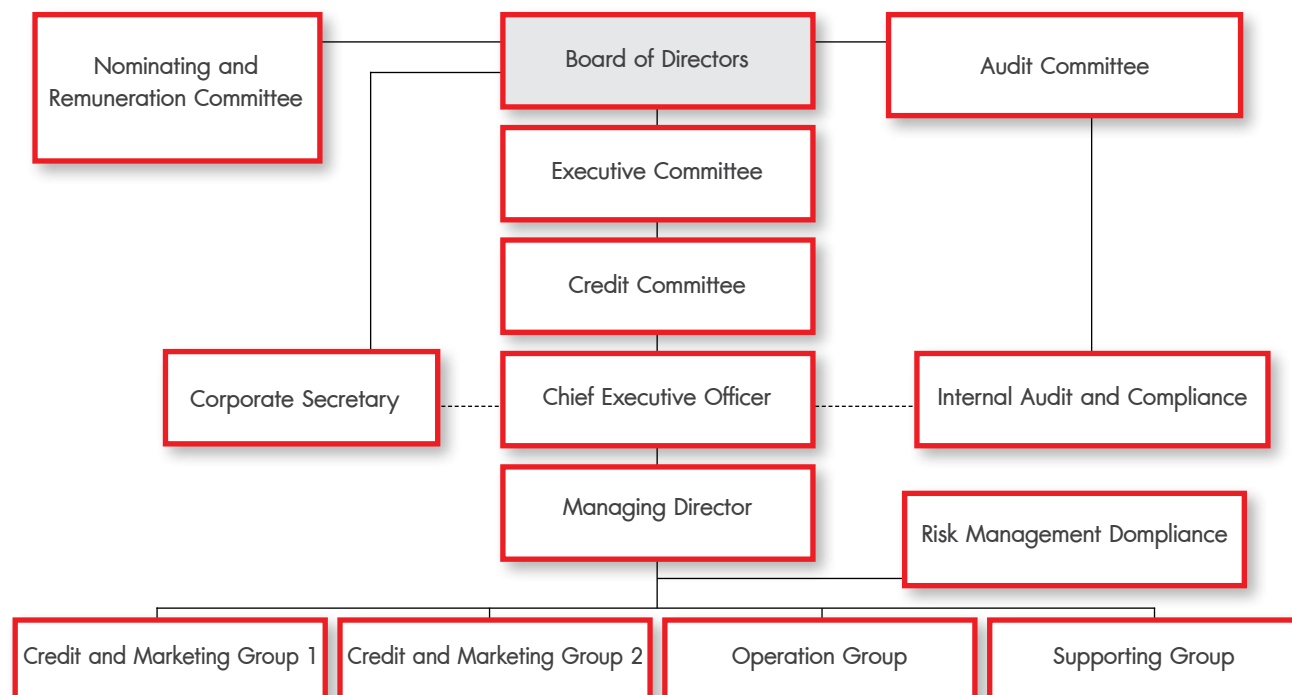 Nominating and
Remuneration Committee
Board of Directors
Audit Committee
Executive Committee
Credit Committee
Corporate Secretary
Chief Executive Officer
Internal Audit and Compliance
Managing Director
Risk Management Dompliance
Credit and Marketing Group 1
Credit and Marketing Group 2
Operation Group
Supporting Group